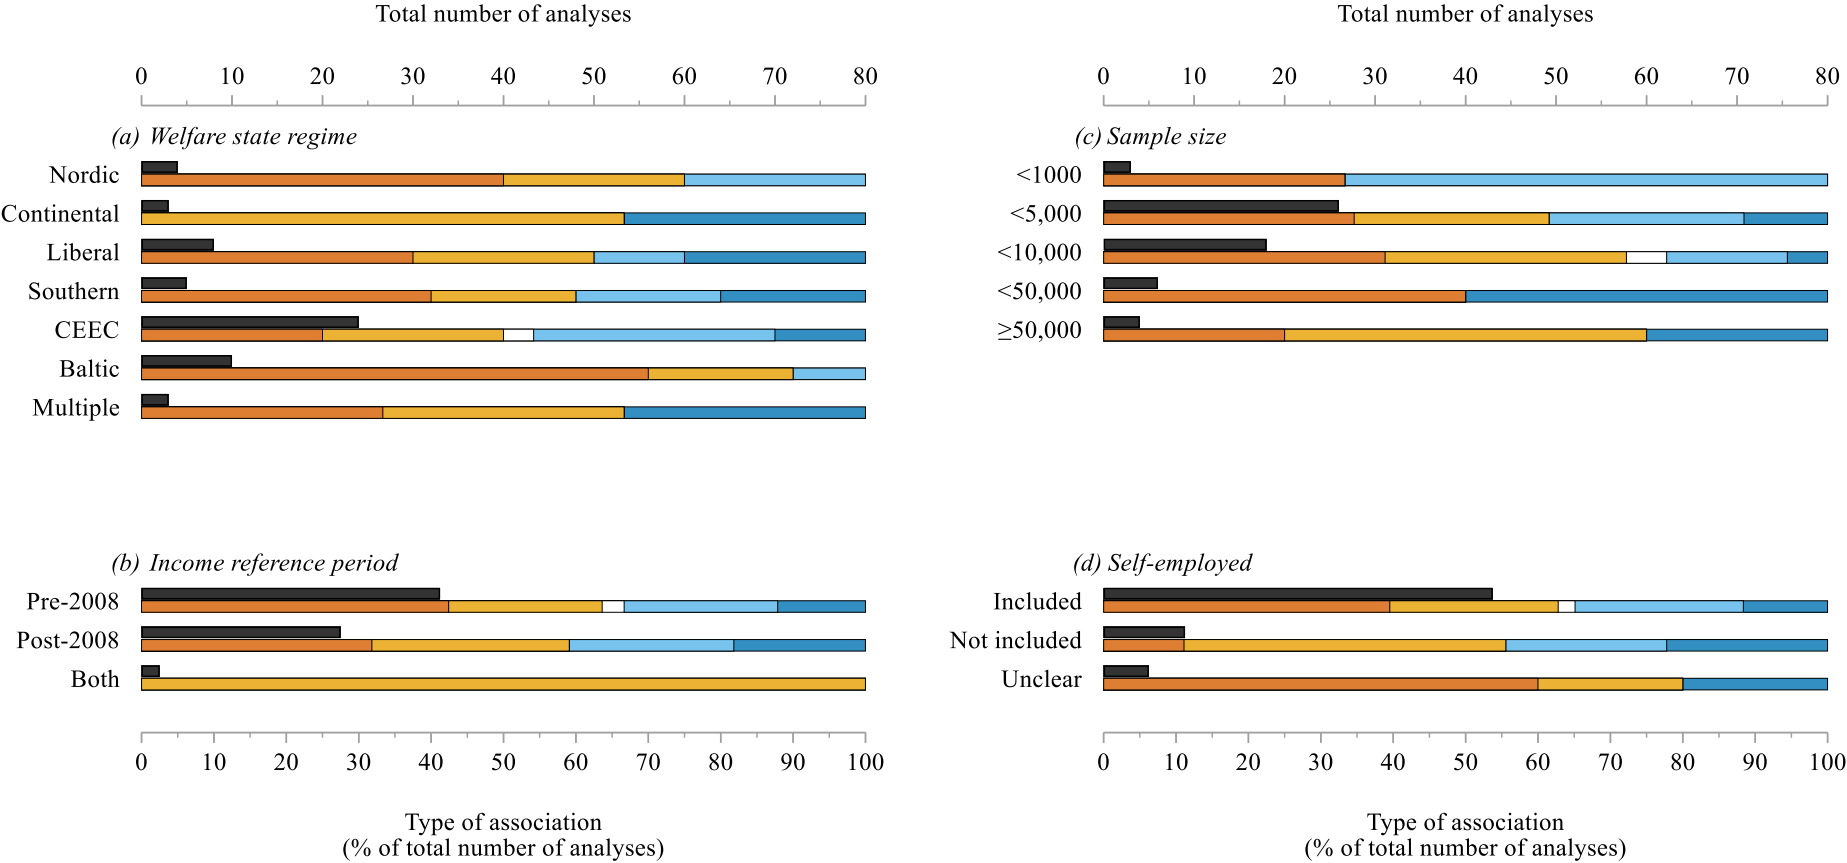 Total number of analyses
0 10 20 30 40 50 60 70 80
(a) Welfare state regime
Nordic
Continental
Liberal
Southern
CEEC
Baltic
Multiple
(b) Income reference period
Pre-2008
Post-2008
Both
0 10 20 30 40 50 60 70 80 90 100
Type of association
(% of total number of analyses)
Total number of analyses
0 10 20 30 40 50 60 70 80
(c) Sample size
<1000
<5,000
<10,000
<50,000
≥50,000
(d) Self-employed
Included
Not included
Unclear
0 10 20 30 40 50 60 70 80 90 100
Type of association
(% of total number of analyses)